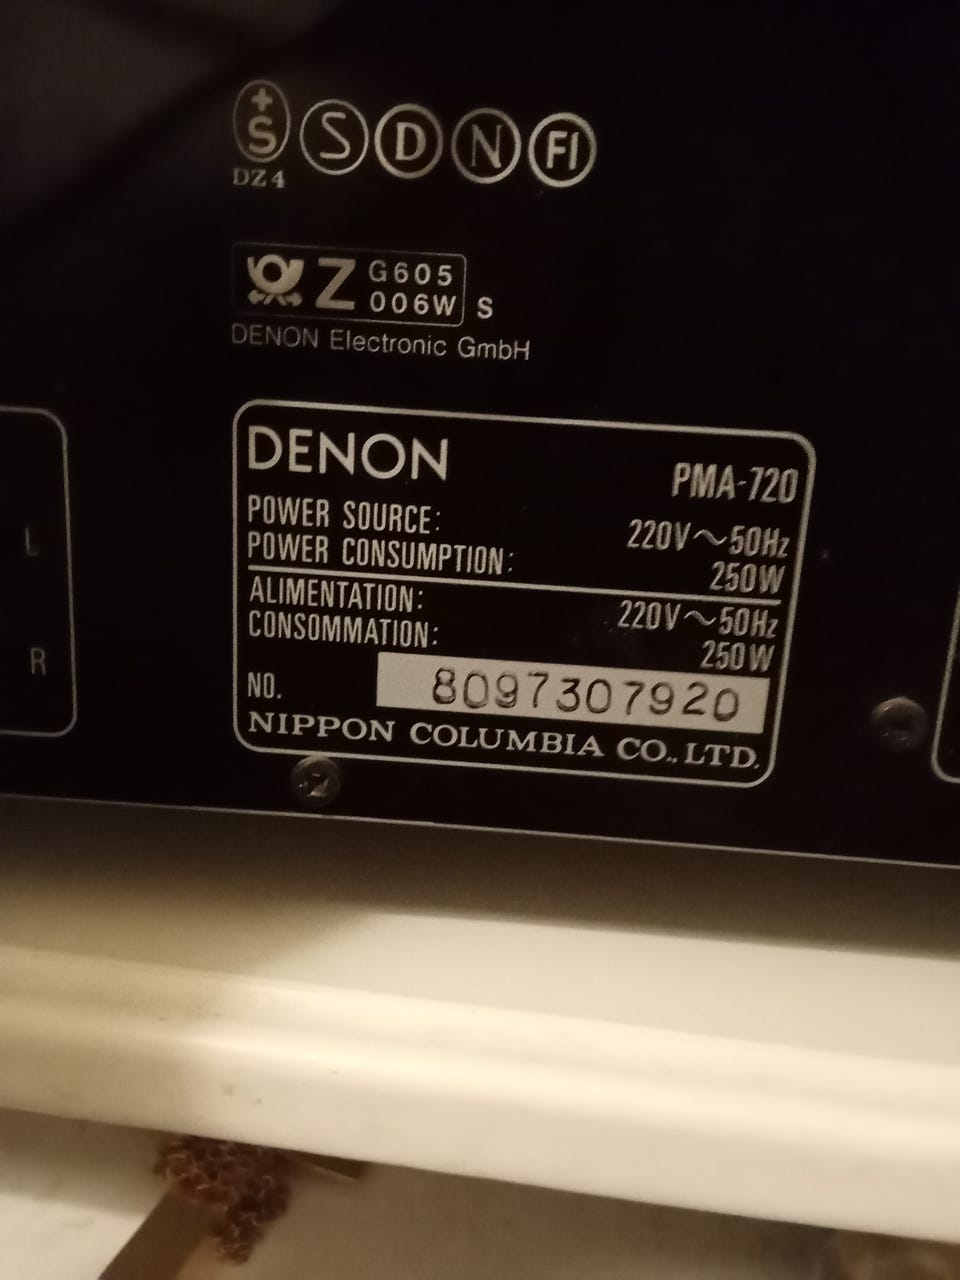 +
S S D N FI
DZ4
Z G605
006W S
DENON Electronic GmbH
DENON
PMA-720
POWER SOURCE: 220V~50Hz
POWER CONSUMPTION: 250W
ALIMENTATION: 220V~50Hz
CONSOMMATION: 250W
NO. 8097307920
NIPPON COLUMBIA CO., LTD.
L
R